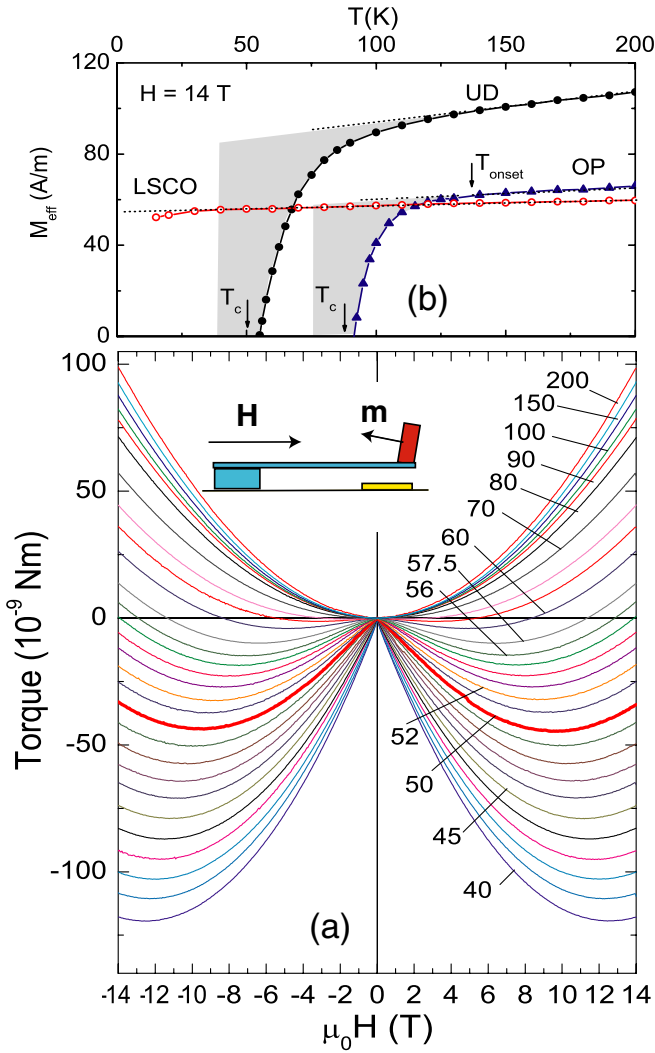 T(K)
0 50 100 150 200
120
80
40
0
M_eff (A/m)
H = 14 T
UD
LSCO
T_onset
OP
T_c
T_c
(b)
100
50
0
-50
-100
Torque (10^-9 Nm)
H
m
200
150
100
90
80
70
60
57.5
56
52
50
45
40
(a)
-14 -12 -10 -8 -6 -4 -2 0 2 4 6 8 10 12 14
μ₀H (T)